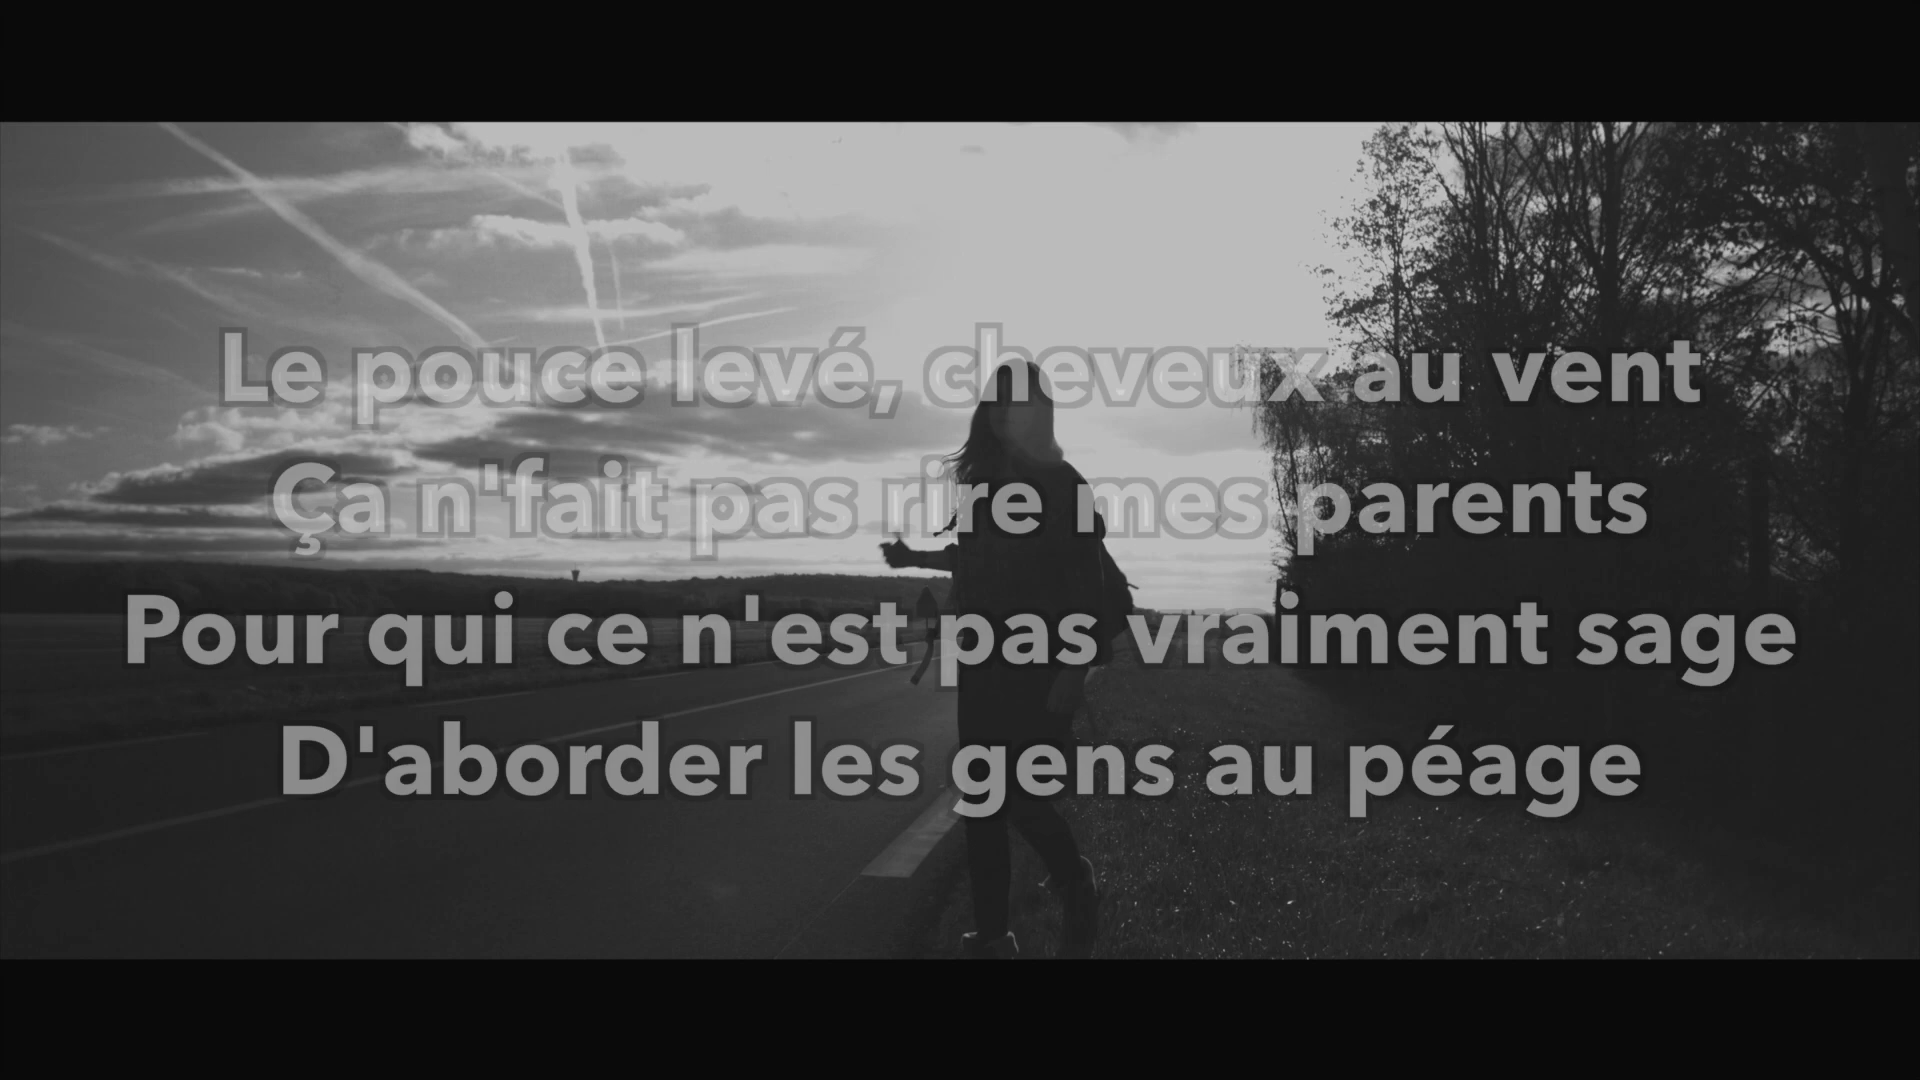 Le pouce levé, cheveux au vent
Ça n'fait pas rire mes parents
Pour qui ce n'est pas vraiment sage
D'aborder les gens au péage